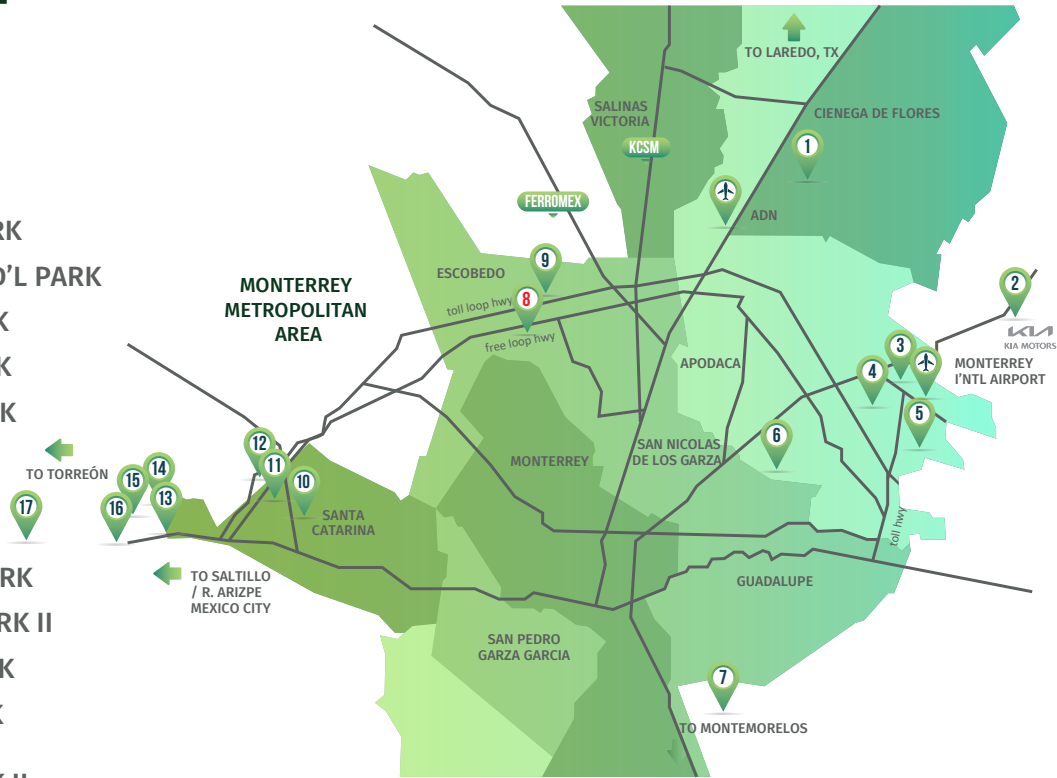 TO LAREDO, TX
SALINAS
VICTORIA
CIENEGA DE FLORES
KCSM
1
FERROMEX
ADN
RK
D'L PARK
K
K
K
MONTERREY
METROPOLITAN
AREA
ESCOBEDO
9
8
toll loop hwy
free loop hwy
2
KIA
KIA MOTORS
3
4
MONTERREY
I'NTL AIRPORT
APODACA
5
6
SAN NICOLAS
DE LOS GARZA
MONTERREY
TO TORREÓN
12
11
10
14
15
13
16
17
SANTA
CATARINA
toll hwy
TO SALTILLO
/ R. ARIZPE
MEXICO CITY
GUADALUPE
RK
RK II
K
K
SAN PEDRO
GARZA GARCIA
7
TO MONTEMORELOS